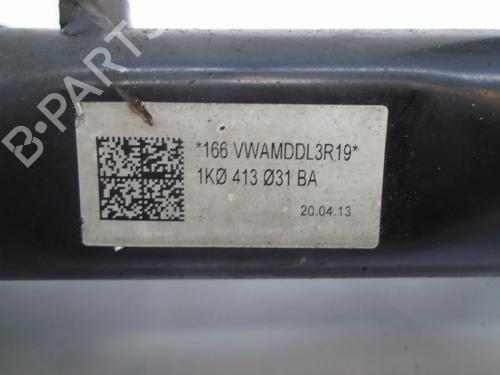 *166 VWAMDDL3R19*
1KØ 413 Ø31 BA
20.04.13
B-PARTS